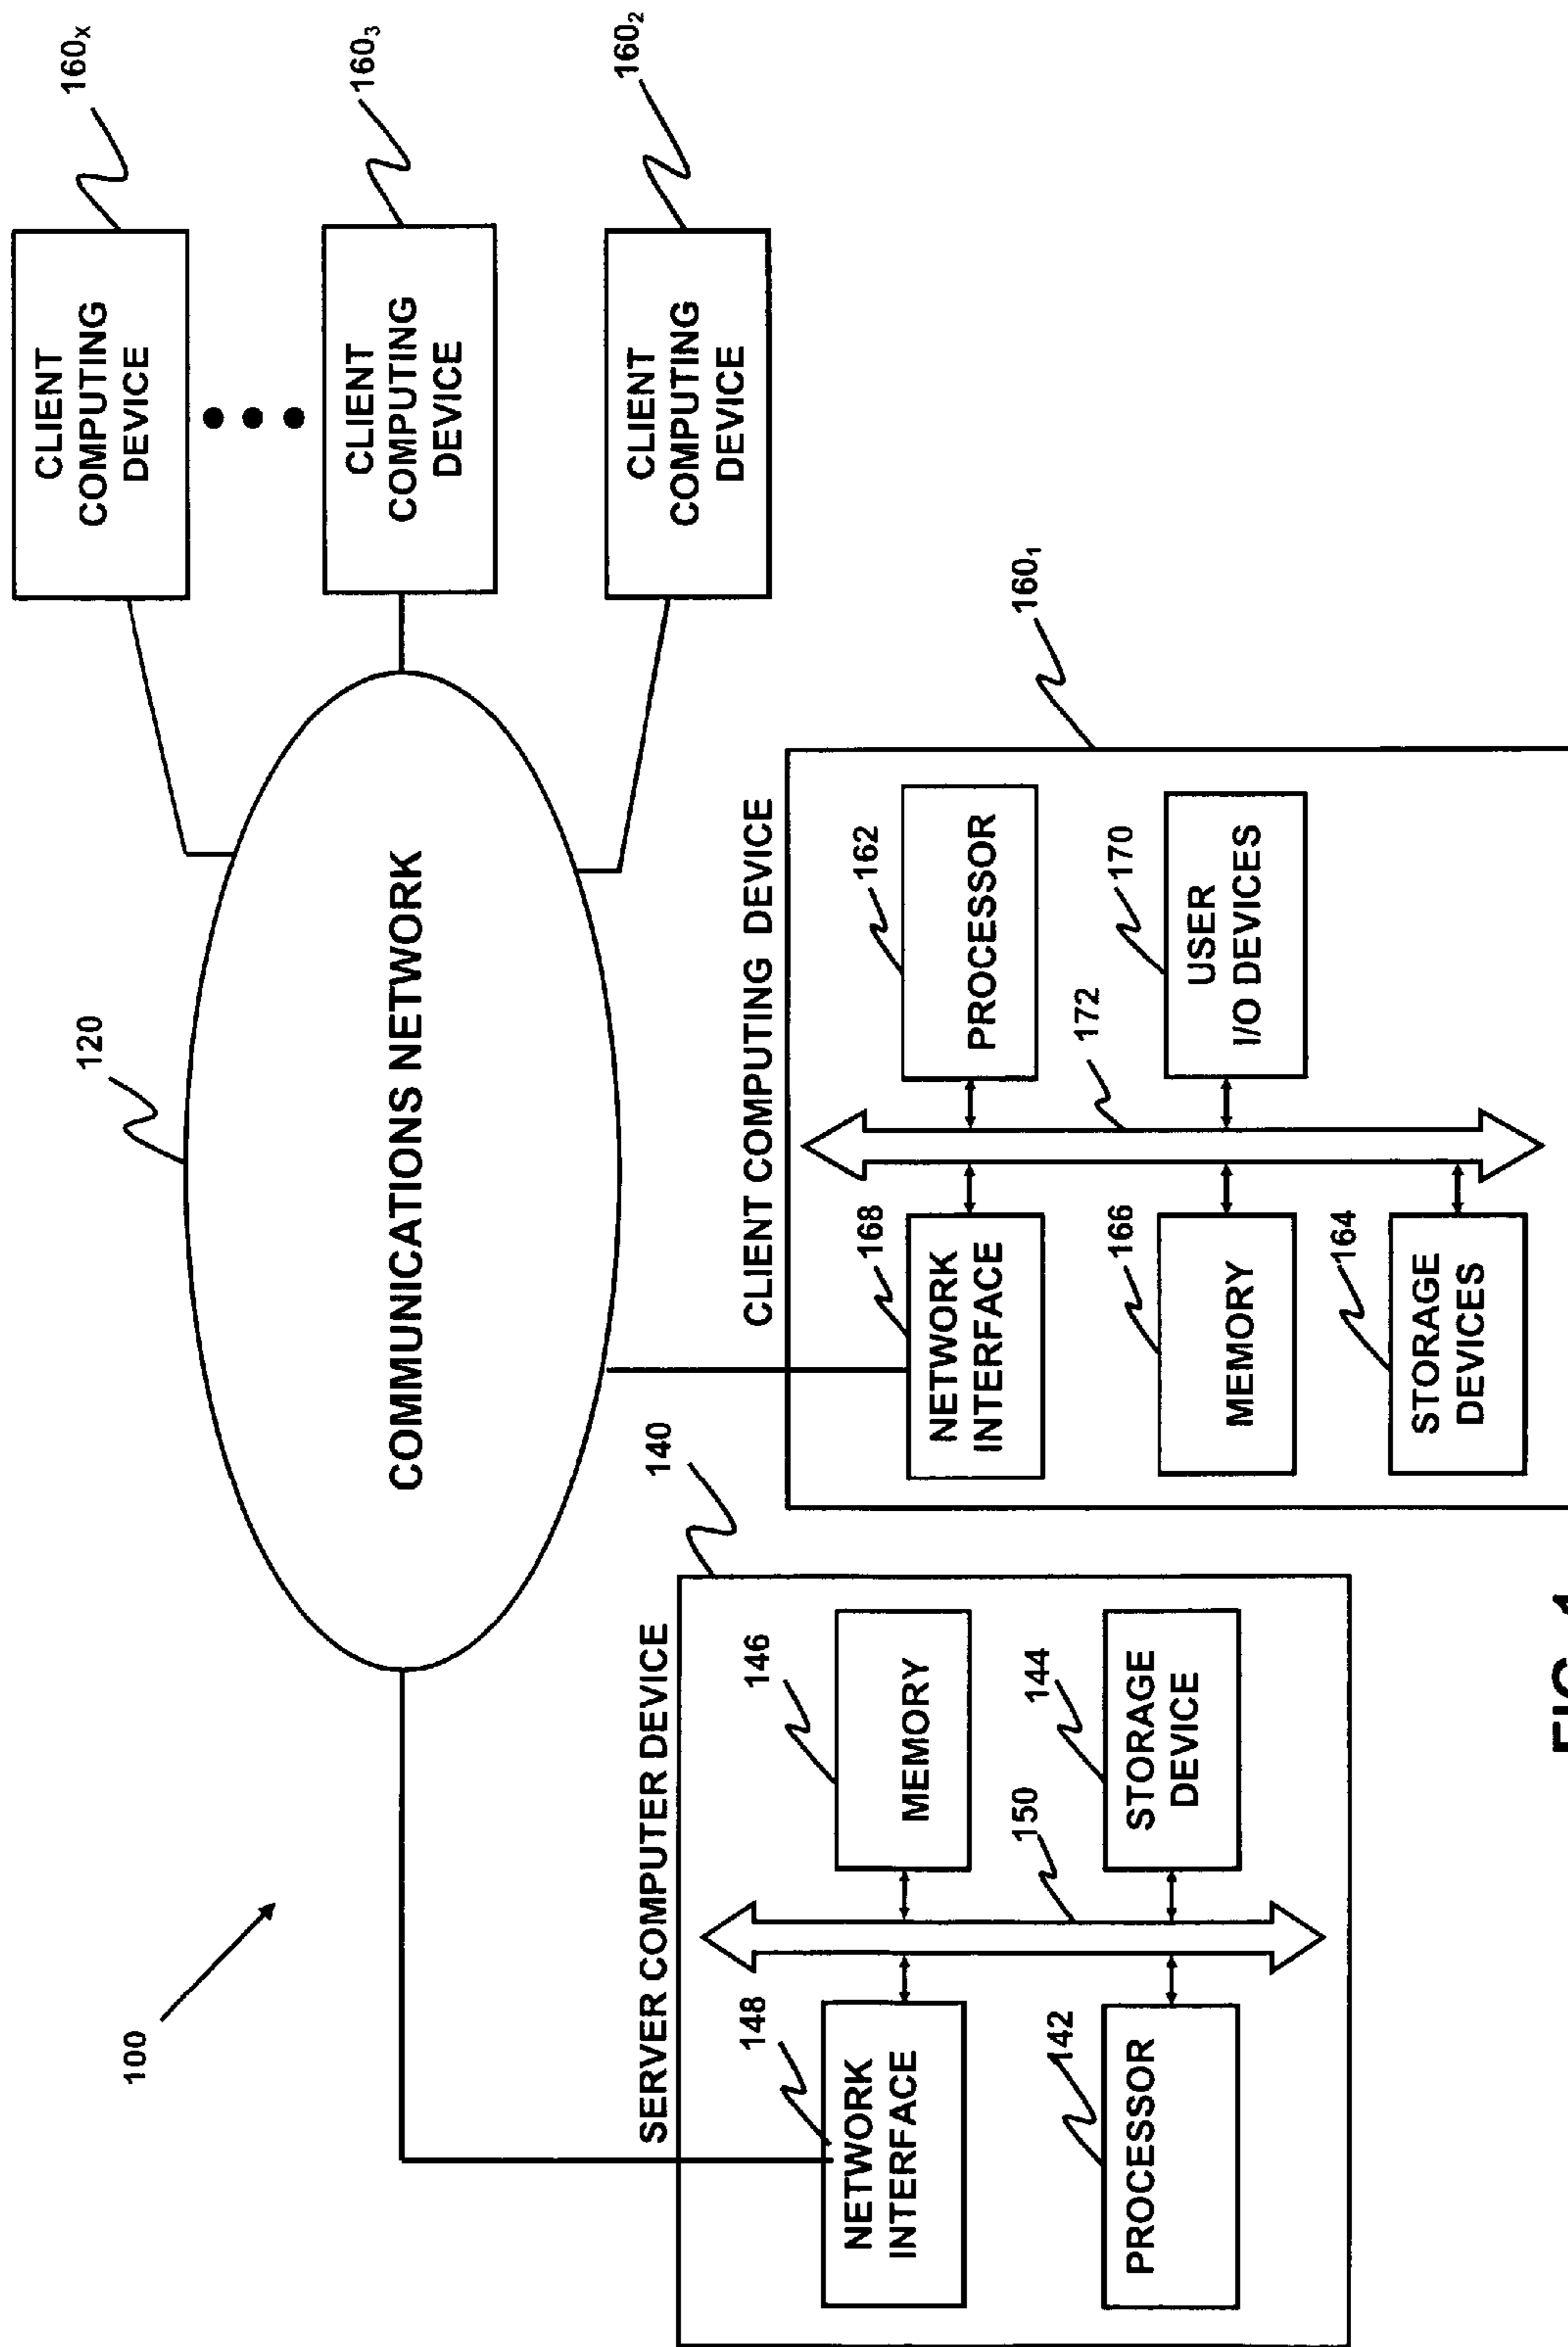 100
120
160X
CLIENT
COMPUTING
DEVICE
1603
CLIENT
COMPUTING
DEVICE
1602
CLIENT
COMPUTING
DEVICE
COMMUNICATIONS NETWORK
SERVER COMPUTER DEVICE
140
148
NETWORK
INTERFACE
146
MEMORY
150
142
PROCESSOR
144
STORAGE
DEVICE
CLIENT COMPUTING DEVICE
1601
168
NETWORK
INTERFACE
162
PROCESSOR
172
166
MEMORY
170
USER
I/O DEVICES
164
STORAGE
DEVICES
FIG. 1